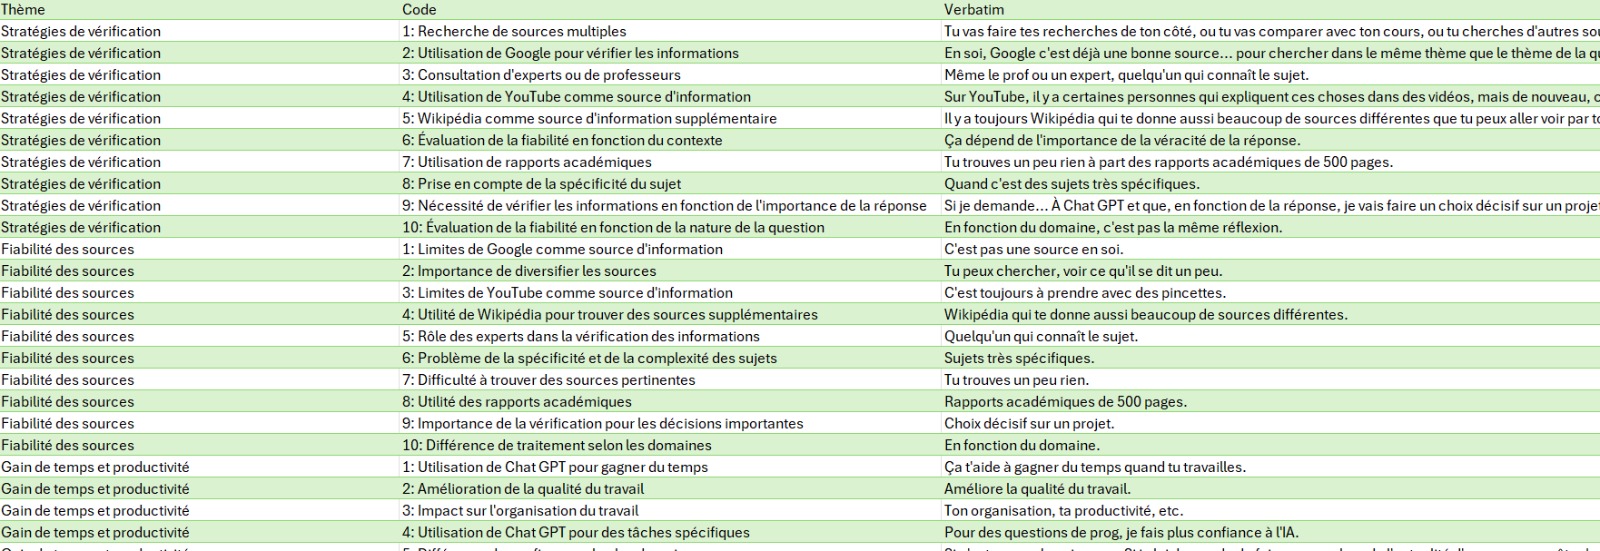 Thème Code Verbatim
Stratégies de vérification 1: Recherche de sources multiples Tu vas faire tes recherches de ton côté, ou tu vas comparer avec ton cours, ou tu cherches d'autres
Stratégies de vérification 2: Utilisation de Google pour vérifier les informations En soi, Google c'est déjà une bonne source... pour chercher dans le même thème que le thème de la
Stratégies de vérification 3: Consultation d'experts ou de professeurs Même le prof ou un expert, quelqu'un qui connaît le sujet.
Stratégies de vérification 4: Utilisation de YouTube comme source d'information Sur YouTube, il y a certaines personnes qui expliquent ces choses dans des vidéos, mais de nouveau,
Stratégies de vérification 5: Wikipédia comme source d'information supplémentaire Il y a toujours Wikipédia qui te donne aussi beaucoup de sources différentes que tu peux aller voir par
Stratégies de vérification 6: Évaluation de la fiabilité en fonction du contexte Ça dépend de l'importance de la véracité de la réponse.
Stratégies de vérification 7: Utilisation de rapports académiques Tu trouves un peu rien à part des rapports académiques de 500 pages.
Stratégies de vérification 8: Prise en compte de la spécificité du sujet Quand c'est des sujets très spécifiques.
Stratégies de vérification 9: Nécessité de vérifier les informations en fonction de l'importance de la réponse Si je demande... À Chat GPT et que, en fonction de la réponse, je vais faire un choix décisif sur un projet
Stratégies de vérification 10: Évaluation de la fiabilité en fonction de la nature de la question En fonction du domaine, c'est pas la même réflexion.
Fiabilité des sources 1: Limites de Google comme source d'information C'est pas une source en soi.
Fiabilité des sources 2: Importance de diversifier les sources Tu peux chercher, voir ce qu'il se dit un peu.
Fiabilité des sources 3: Limites de YouTube comme source d'information C'est toujours à prendre avec des pincettes.
Fiabilité des sources 4: Utilité de Wikipédia pour trouver des sources supplémentaires Wikipédia qui te donne aussi beaucoup de sources différentes.
Fiabilité des sources 5: Rôle des experts dans la vérification des informations Quelqu'un qui connaît le sujet.
Fiabilité des sources 6: Problème de la spécificité et de la complexité des sujets Sujets très spécifiques.
Fiabilité des sources 7: Difficulté à trouver des sources pertinentes Tu trouves un peu rien.
Fiabilité des sources 8: Utilité des rapports académiques Rapports académiques de 500 pages.
Fiabilité des sources 9: Importance de la vérification pour les décisions importantes Choix décisif sur un projet.
Fiabilité des sources 10: Différence de traitement selon les domaines En fonction du domaine.
Gain de temps et productivité 1: Utilisation de Chat GPT pour gagner du temps Ça t'aide à gagner du temps quand tu travailles.
Gain de temps et productivité 2: Amélioration de la qualité du travail Améliore la qualité du travail.
Gain de temps et productivité 3: Impact sur l'organisation du travail Ton organisation, ta productivité, etc.
Gain de temps et productivité 4: Utilisation de Chat GPT pour des tâches spécifiques Pour des questions de prog, je fais plus confiance à l'IA.